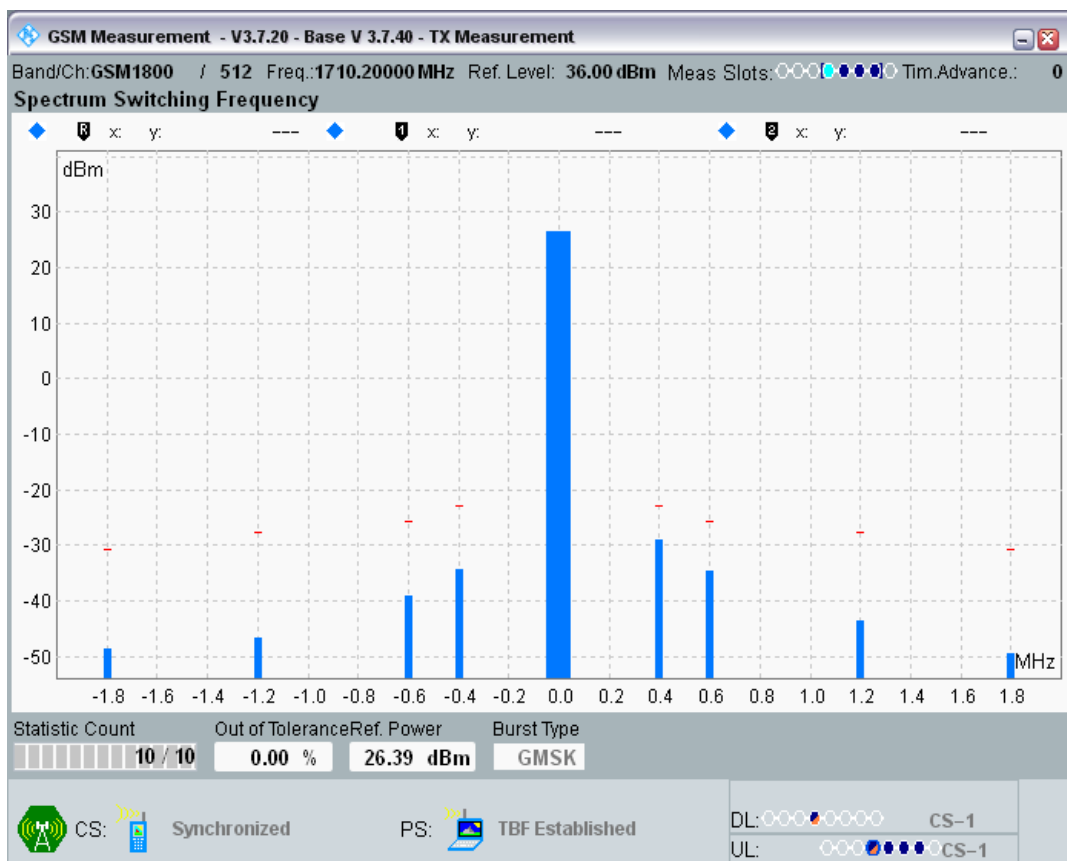 GSM Measurement - V3.7.20 - Base V 3.7.40 - TX Measurement
Band/Ch:GSM1800 / 512 Freq.:1710.20000 MHz Ref. Level: 36.00 dBm Meas Slots: Tim.Advance.: 0
Spectrum Switching Frequency
R x: y: --- 1 x: y: --- 2 x: y: ---
dBm
30
20
10
0
-10
-20
-30
-40
-50
MHz
-1.8 -1.6 -1.4 -1.2 -1.0 -0.8 -0.6 -0.4 -0.2 0.0 0.2 0.4 0.6 0.8 1.0 1.2 1.4 1.6 1.8
Statistic Count Out of Tolerance Ref. Power Burst Type
10 / 10 0.00 % 26.39 dBm GMSK
CS: Synchronized PS: TBF Established DL: CS-1
UL: CS-1